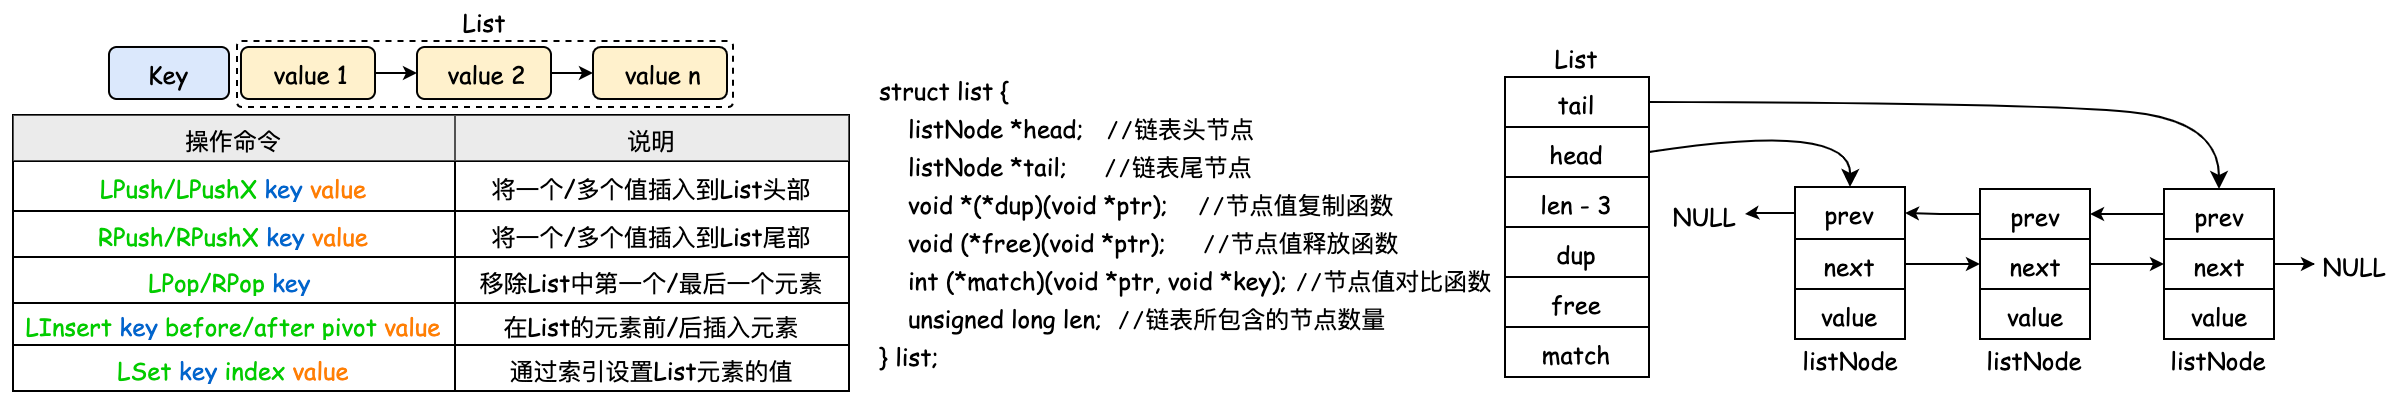 List
Key
value 1
value 2
value n
操作命令 说明
LPush/LPushX key value 将一个/多个值插入到List头部
RPush/RPushX key value 将一个/多个值插入到List尾部
LPop/RPop key 移除List中第一个/最后一个元素
LInsert key before/after pivot value 在List的元素前/后插入元素
LSet key index value 通过索引设置List元素的值
struct list {
listNode *head; //链表头节点
listNode *tail; //链表尾节点
void *(*dup)(void *ptr); //节点值复制函数
void (*free)(void *ptr); //节点值释放函数
int (*match)(void *ptr, void *key); //节点值对比函数
unsigned long len; //链表所包含的节点数量
} list;
List
tail
head
len - 3
dup
free
match
NULL
prev
next
value
listNode
prev
next
value
listNode
prev
next
value
listNode
NULL